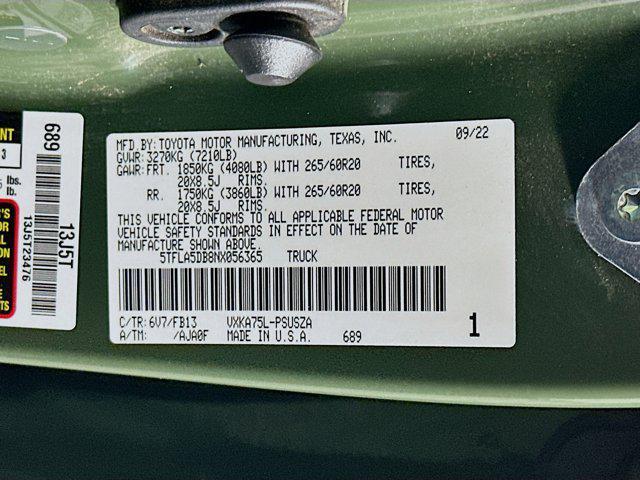 MFD.BY:TOYOTA MOTOR MANUFACTURING, TEXAS, INC. 09/22
GVWR: 3270KG (7210LB)
GAWR: FRT. 1850KG (4080LB) WITH 265/60R20 TIRES,
20X8.5J RIMS
RR. 1750KG (3860LB) WITH 265/60R20 TIRES,
20X8.5J RIMS.
THIS VEHICLE CONFORMS TO ALL APPLICABLE FEDERAL MOTOR
VEHICLE SAFETY STANDARDS IN EFFECT ON THE DATE OF
MANUFACTURE SHOWN ABOVE.
5TFLA5DB8NX056365 TRUCK
C/TR: 6V7/FB13 VXKA75L-PSUSZA
A/TM: /AJA0F MADE IN U.S.A. 689
1
689
13J5T
13J5T23476